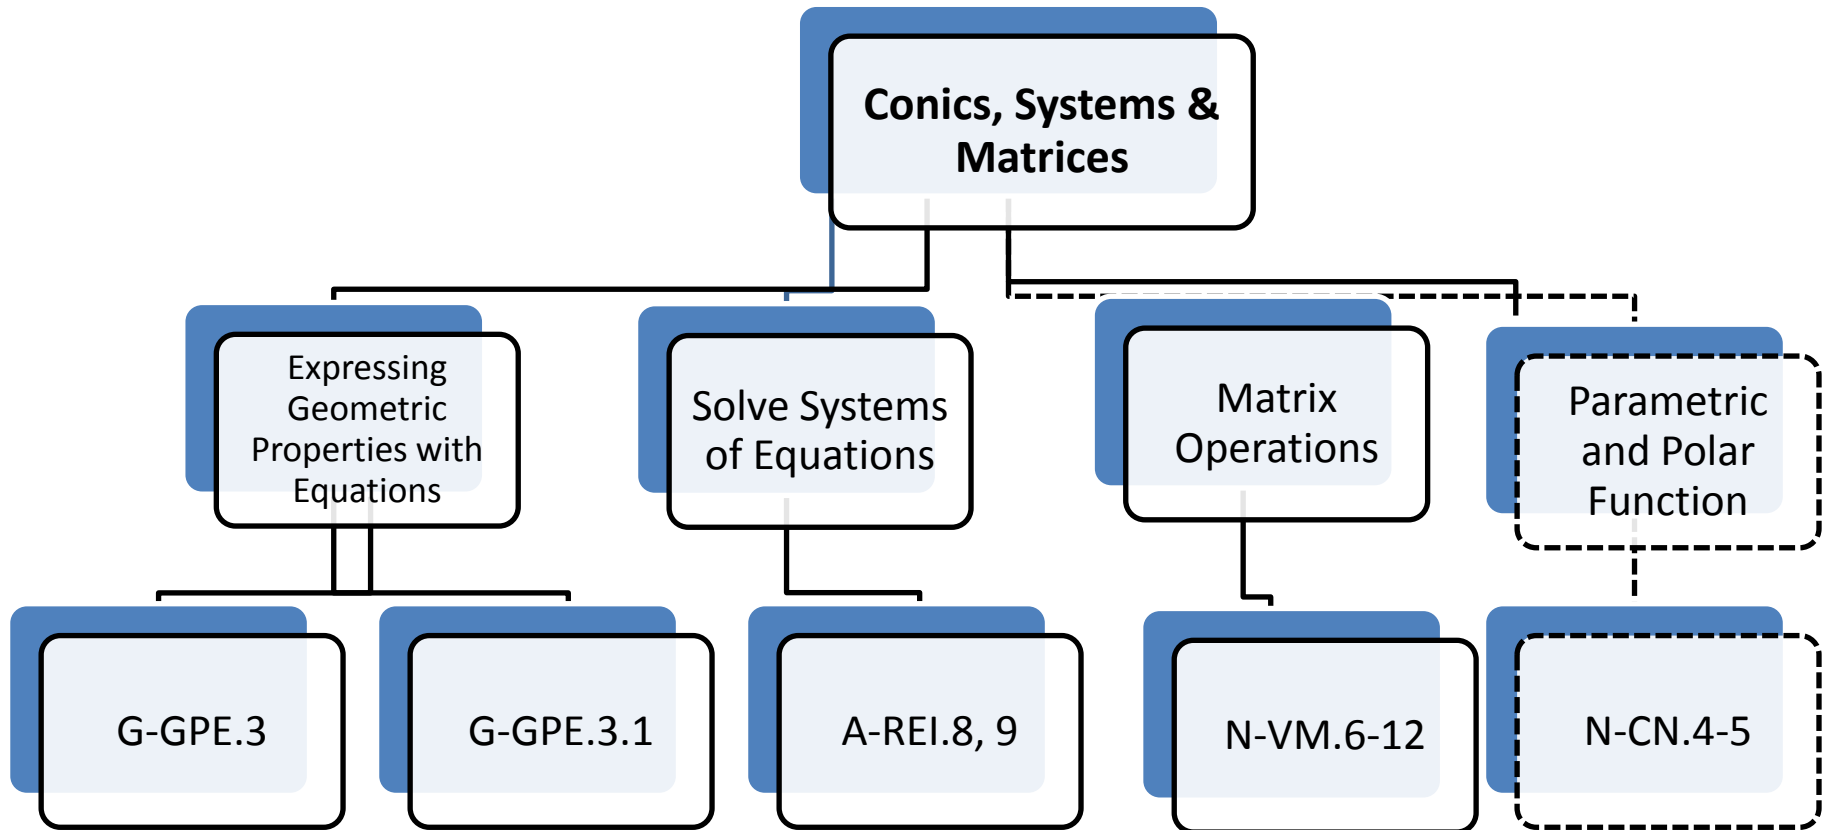 Conics, Systems &
Matrices
Expressing
Geometric
Properties with
Equations
Solve Systems
of Equations
Matrix
Operations
Parametric
and Polar
Function
G-GPE.3
G-GPE.3.1
A-REI.8, 9
N-VM.6-12
N-CN.4-5